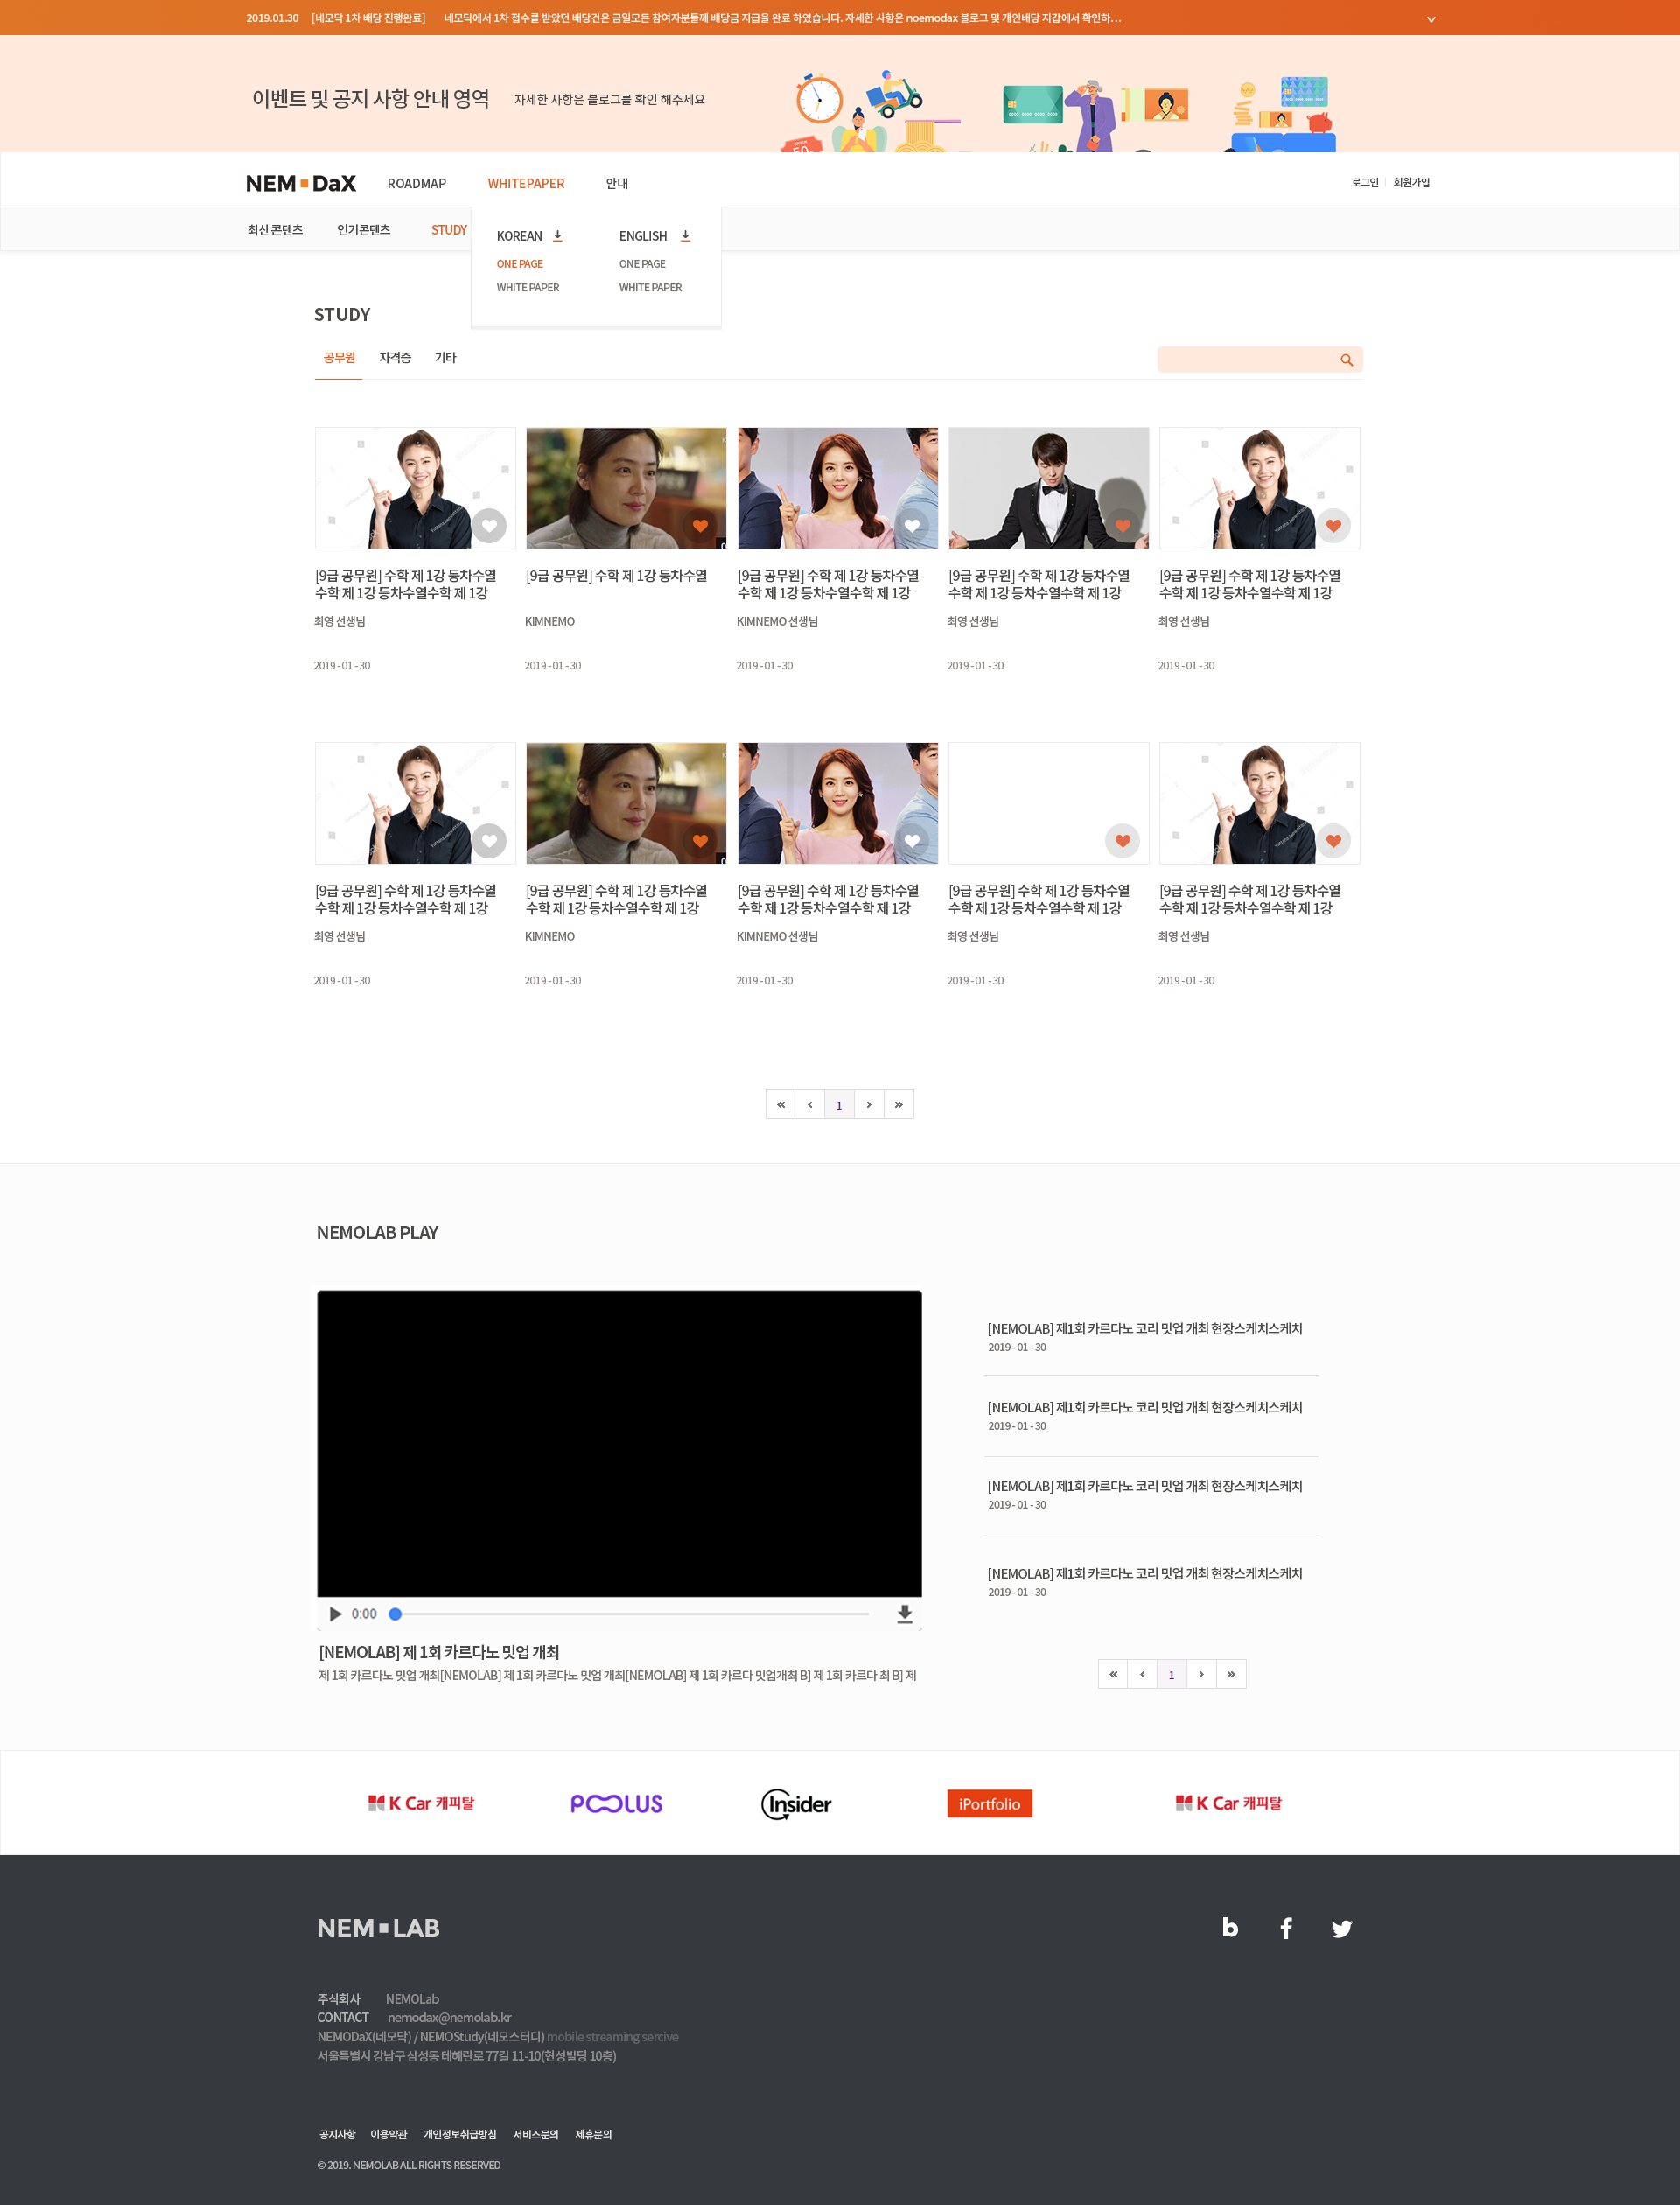 2019.01.30 [네모닥 1차 배당 진행완료] 네모닥에서 1차 접수를 받았던 배당건은 금일모든 참여자분들께 배당금 지급을 완료 하였습니다. 자세한 사항은 noemodax 블로그 및 개인배당 지갑에서 확인하...
이벤트 및 공지 사항 안내 영역 자세한 사항은 블로그를 확인 해주세요
50
NEM DaX ROADMAP WHITEPAPER 안내 로그인 회원가입
최신 콘텐츠 인기콘텐츠 STUDY
KOREAN ENGLISH
ONE PAGE ONE PAGE
WHITE PAPER WHITE PAPER
STUDY
공무원 자격증 기타
[9급 공무원] 수학 제 1강 등차수열 [9급 공무원] 수학 제 1강 등차수열 [9급 공무원] 수학 제 1강 등차수열 [9급 공무원] 수학 제 1강 등차수열 [9급 공무원] 수학 제 1강 등차수열
수학 제 1강 등차수열수학 제 1강 수학 제 1강 등차수열수학 제 1강 수학 제 1강 등차수열수학 제 1강 수학 제 1강 등차수열수학 제 1강
최영 선생님 KIMNEMO KIMNEMO 선생님 최영 선생님 최영 선생님
2019 - 01 - 30 2019 - 01 - 30 2019 - 01 - 30 2019 - 01 - 30 2019 - 01 - 30
[9급 공무원] 수학 제 1강 등차수열 [9급 공무원] 수학 제 1강 등차수열 [9급 공무원] 수학 제 1강 등차수열 [9급 공무원] 수학 제 1강 등차수열 [9급 공무원] 수학 제 1강 등차수열
수학 제 1강 등차수열수학 제 1강 수학 제 1강 등차수열수학 제 1강 수학 제 1강 등차수열수학 제 1강 수학 제 1강 등차수열수학 제 1강 수학 제 1강 등차수열수학 제 1강
최영 선생님 KIMNEMO KIMNEMO 선생님 최영 선생님 최영 선생님
2019 - 01 - 30 2019 - 01 - 30 2019 - 01 - 30 2019 - 01 - 30 2019 - 01 - 30
« ‹ 1 › »
NEMOLAB PLAY
0:00
[NEMOLAB] 제 1회 카르다노 밋업 개최
제 1회 카르다노 밋업 개최[NEMOLAB] 제 1회 카르다노 밋업 개최[NEMOLAB] 제 1회 카르다 밋업개최 B] 제 1회 카르다 최 B] 제
[NEMOLAB] 제1회 카르다노 코리 밋업 개최 현장스케치스케치
2019 - 01 - 30
[NEMOLAB] 제1회 카르다노 코리 밋업 개최 현장스케치스케치
2019 - 01 - 30
[NEMOLAB] 제1회 카르다노 코리 밋업 개최 현장스케치스케치
2019 - 01 - 30
[NEMOLAB] 제1회 카르다노 코리 밋업 개최 현장스케치스케치
2019 - 01 - 30
« ‹ 1 › »
K Car 캐피탈 POOLUS Insider iPortfolio K Car 캐피탈
NEM LAB
주식회사 NEMOLab
CONTACT nemodax@nemolab.kr
NEMODaX(네모닥) / NEMOStudy(네모스터디) mobile streaming sercive
서울특별시 강남구 삼성동 테헤란로 77길 11-10(현성빌딩 10층)
공지사항 이용약관 개인정보취급방침 서비스문의 제휴문의
© 2019. NEMOLAB ALL RIGHTS RESERVED